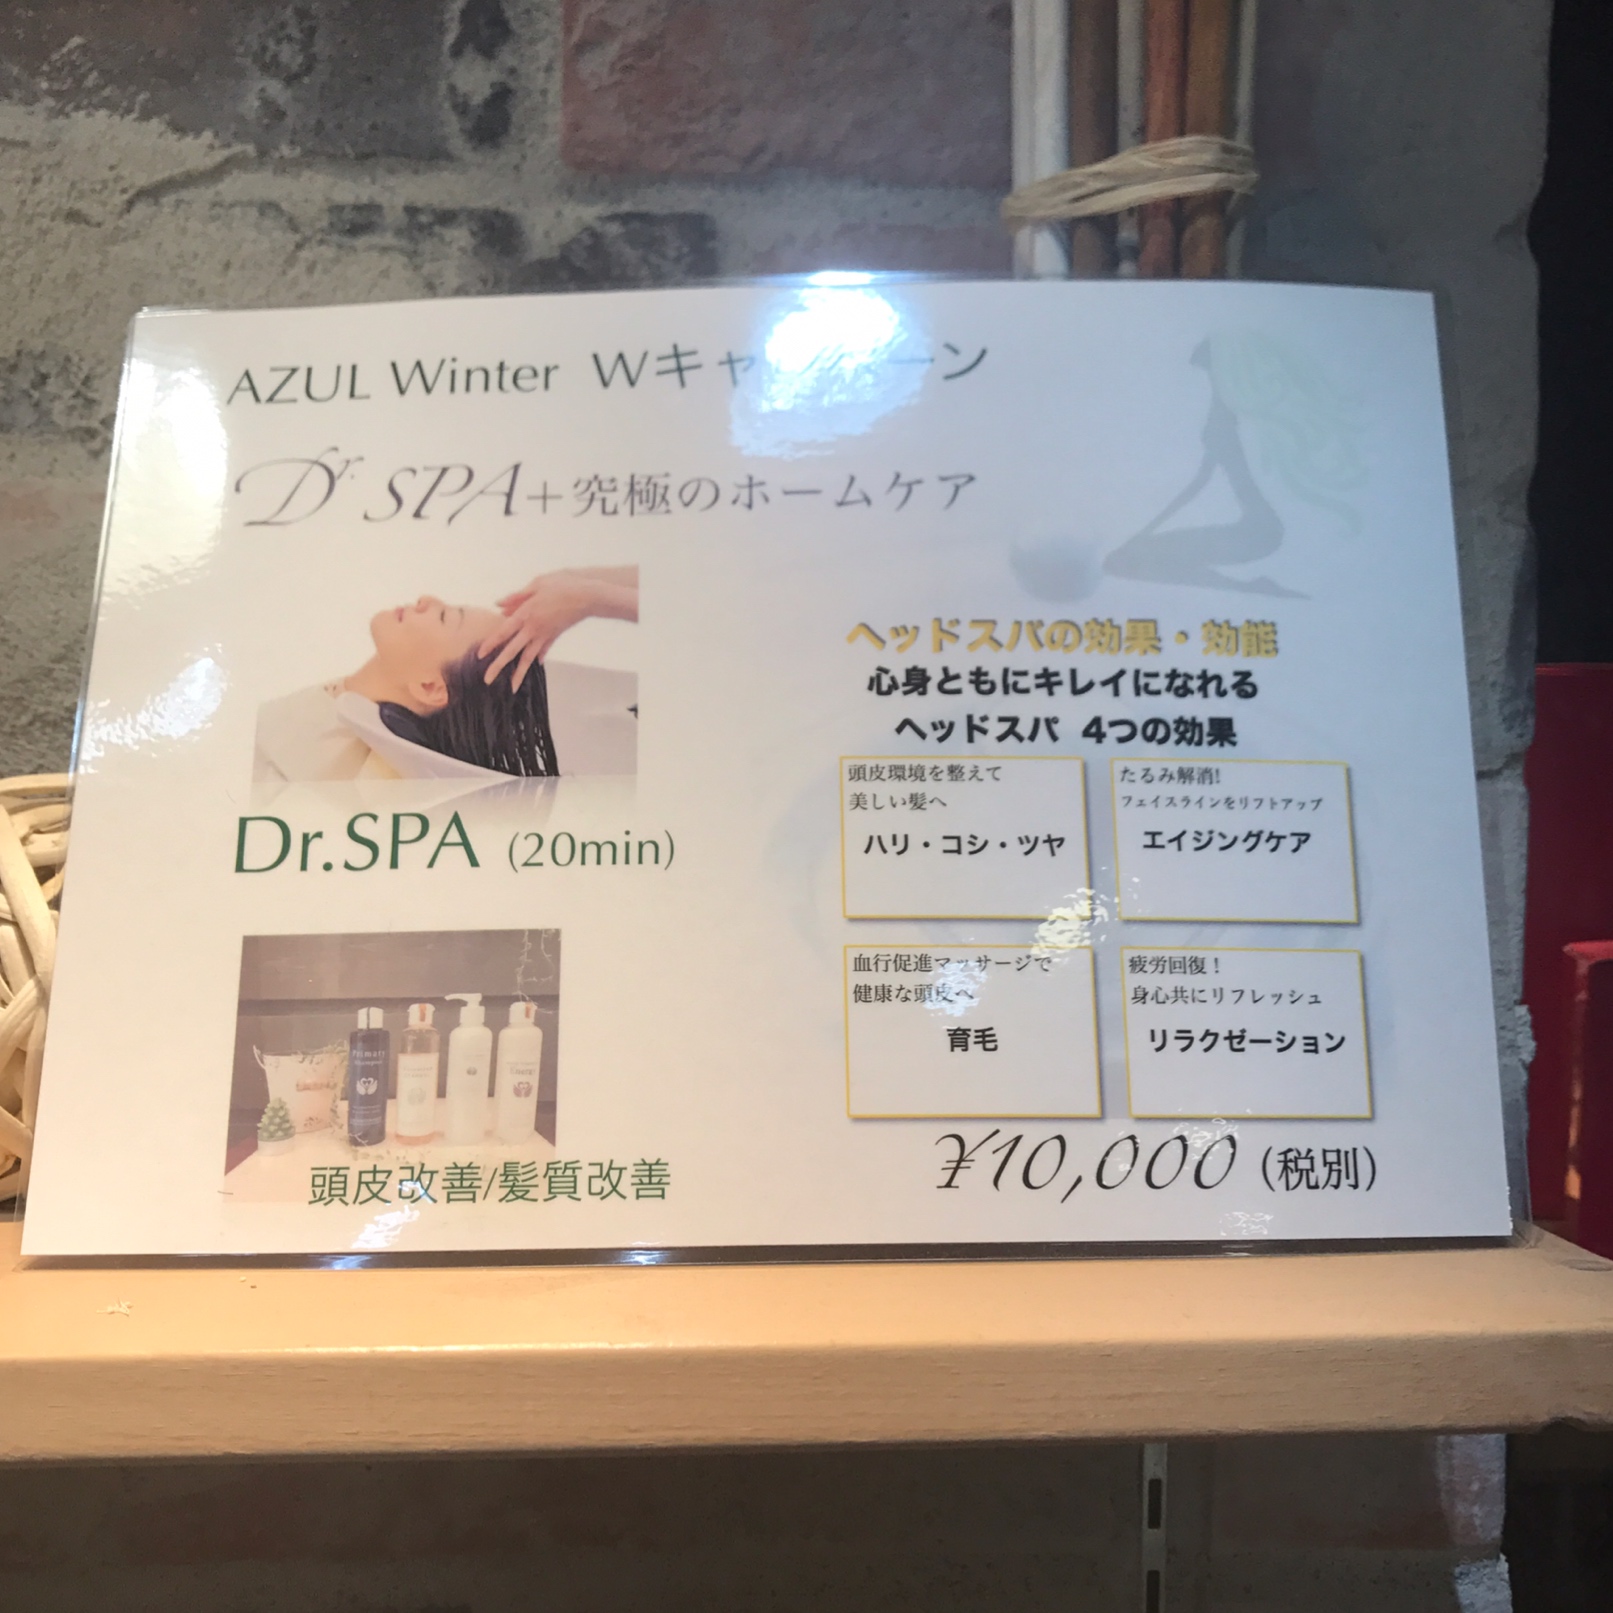 AZUL Winter Wキャンペーン
Dr. SPA+究極のホームケア
Dr.SPA (20min)
頭皮改善/髪質改善
ヘッドスパの効果・効能
心身ともにキレイになれる
ヘッドスパ 4つの効果
頭皮環境を整えて
美しい髪へ
ハリ・コシ・ツヤ
たるみ解消!
フェイスラインをリフトアップ
エイジングケア
血行促進マッサージで
健康な頭皮へ
育毛
疲労回復!
身心共にリフレッシュ
リラクゼーション
¥10,000 (税別)